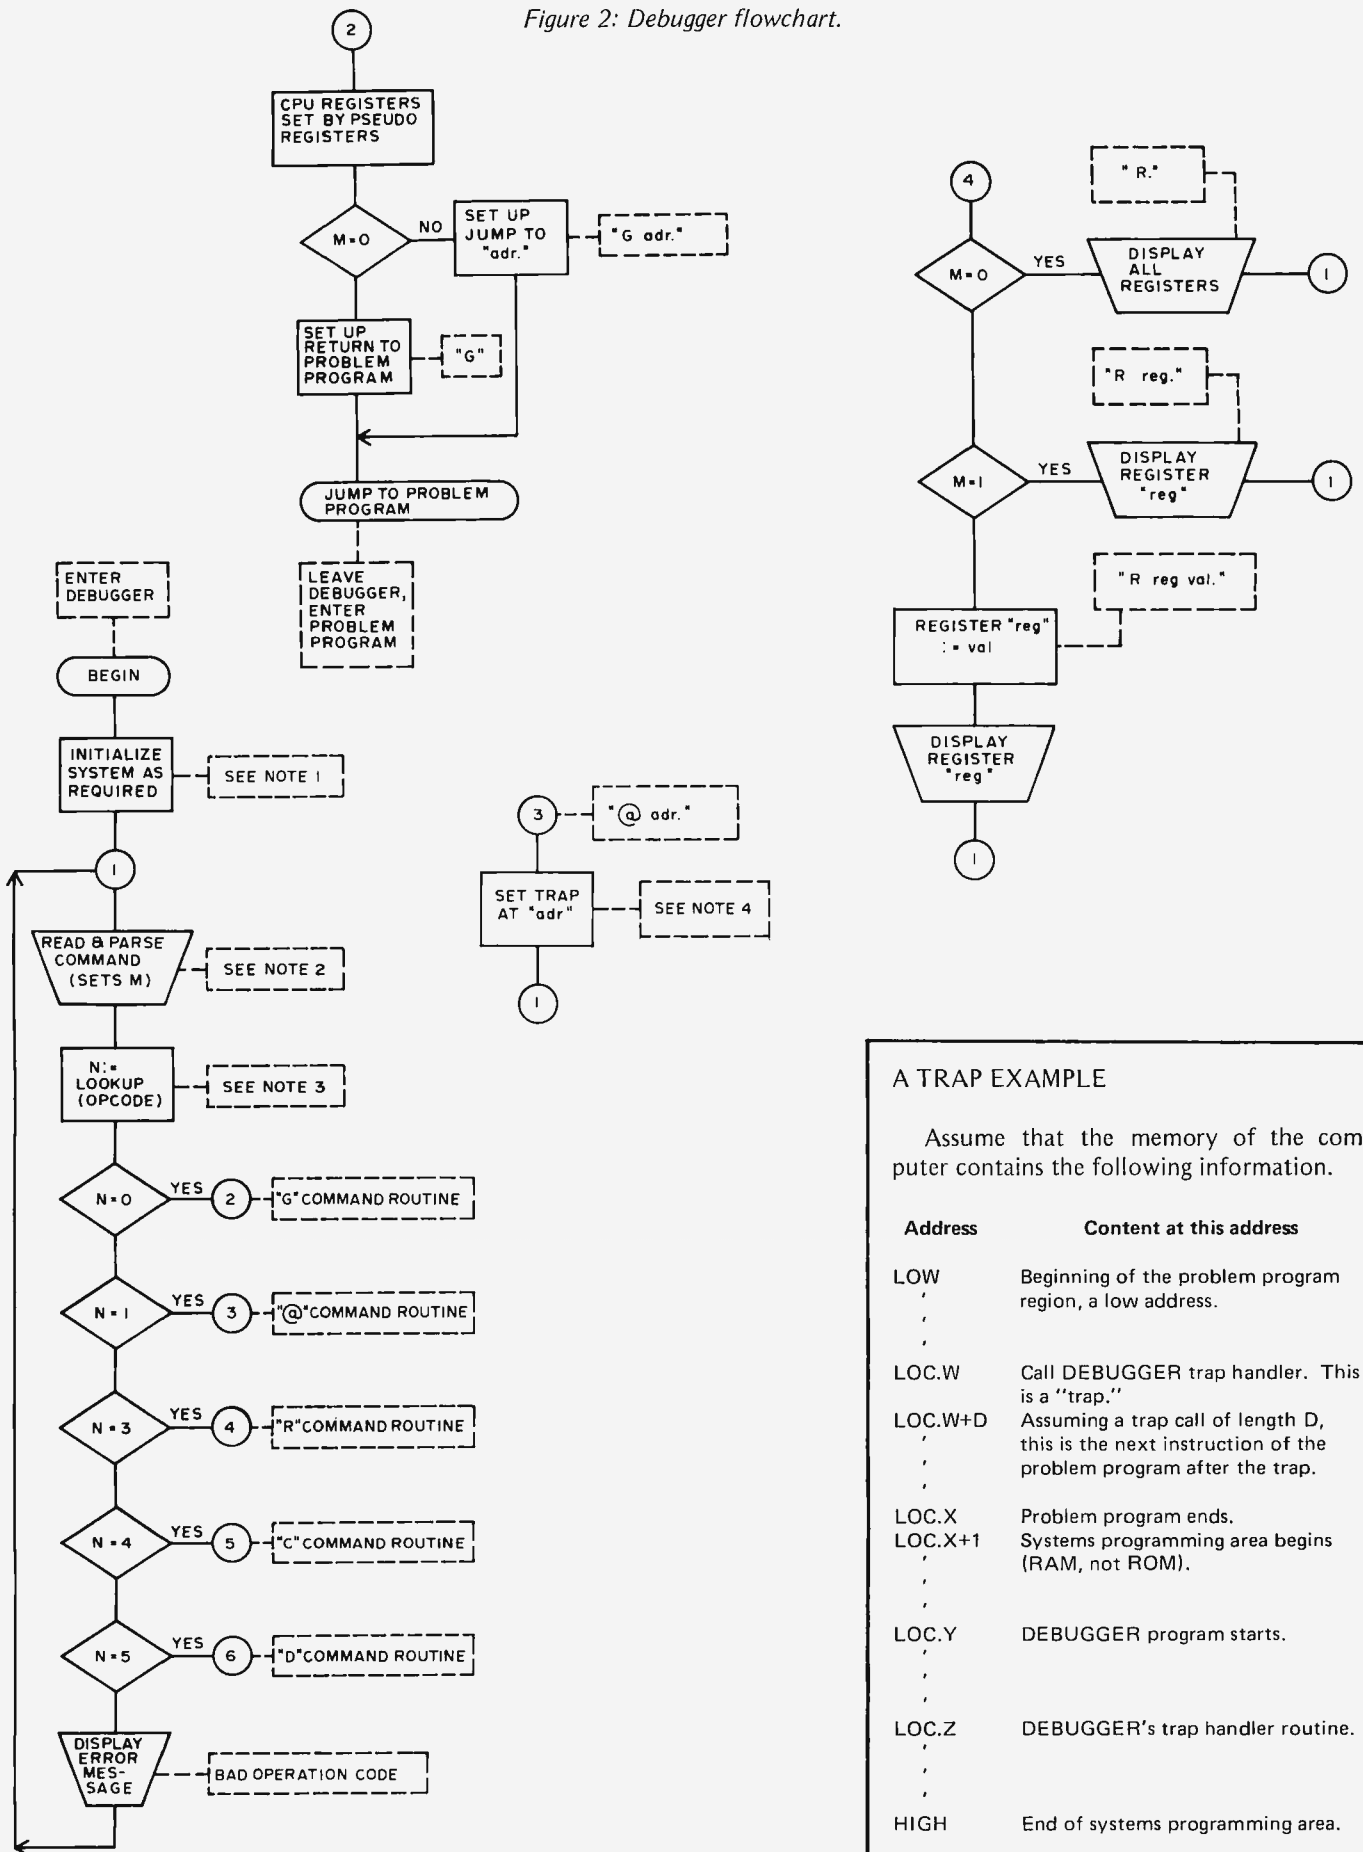 Figure 2: Debugger flowchart.
2
CPU REGISTERS
SET BY PSEUDO
REGISTERS
M=0
NO
SET UP
JUMP TO
"adr."
"G adr."
SET UP
RETURN TO
PROBLEM
PROGRAM
"G"
JUMP TO PROBLEM
PROGRAM
LEAVE
DEBUGGER,
ENTER
PROBLEM
PROGRAM
4
M=0
YES
"R."
DISPLAY
ALL
REGISTERS
1
M=1
YES
"R reg."
DISPLAY
REGISTER
"reg"
1
"R reg val."
REGISTER "reg"
:= val
DISPLAY
REGISTER
"reg"
1
ENTER
DEBUGGER
BEGIN
INITIALIZE
SYSTEM AS
REQUIRED
SEE NOTE 1
1
READ & PARSE
COMMAND
(SETS M)
SEE NOTE 2
N:=
LOOKUP
(OPCODE)
SEE NOTE 3
N=0
YES
2
"G" COMMAND ROUTINE
N=1
YES
3
"@" COMMAND ROUTINE
N=3
YES
4
"R" COMMAND ROUTINE
N=4
YES
5
"C" COMMAND ROUTINE
N=5
YES
6
"D" COMMAND ROUTINE
DISPLAY
ERROR
MES-
SAGE
BAD OPERATION CODE
3
"@ adr."
SET TRAP
AT "adr"
SEE NOTE 4
1
A TRAP EXAMPLE
Assume that the memory of the com
puter contains the following information.
Address Content at this address
LOW Beginning of the problem program
' region, a low address.
'
'
LOC.W Call DEBUGGER trap handler. This
is a "trap."
LOC.W+D Assuming a trap call of length D,
' this is the next instruction of the
' problem program after the trap.
'
LOC.X Problem program ends.
LOC.X+1 Systems programming area begins
' (RAM, not ROM).
'
'
LOC.Y DEBUGGER program starts.
'
'
'
LOC.Z DEBUGGER's trap handler routine.
'
'
'
HIGH End of systems programming area.